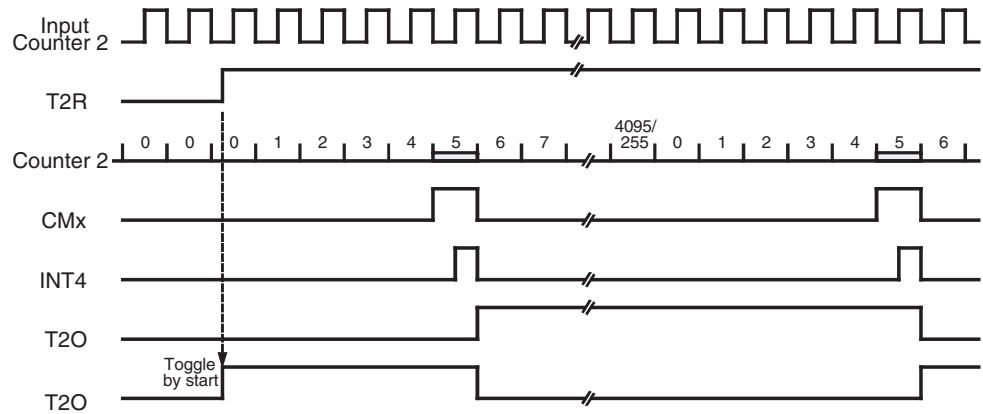 Input
Counter 2
T2R
4095/
0 0 0 1 2 3 4 5 6 7 255 0 1 2 3 4 5 6
Counter 2
CMx
INT4
T2O
Toggle
by start
T2O